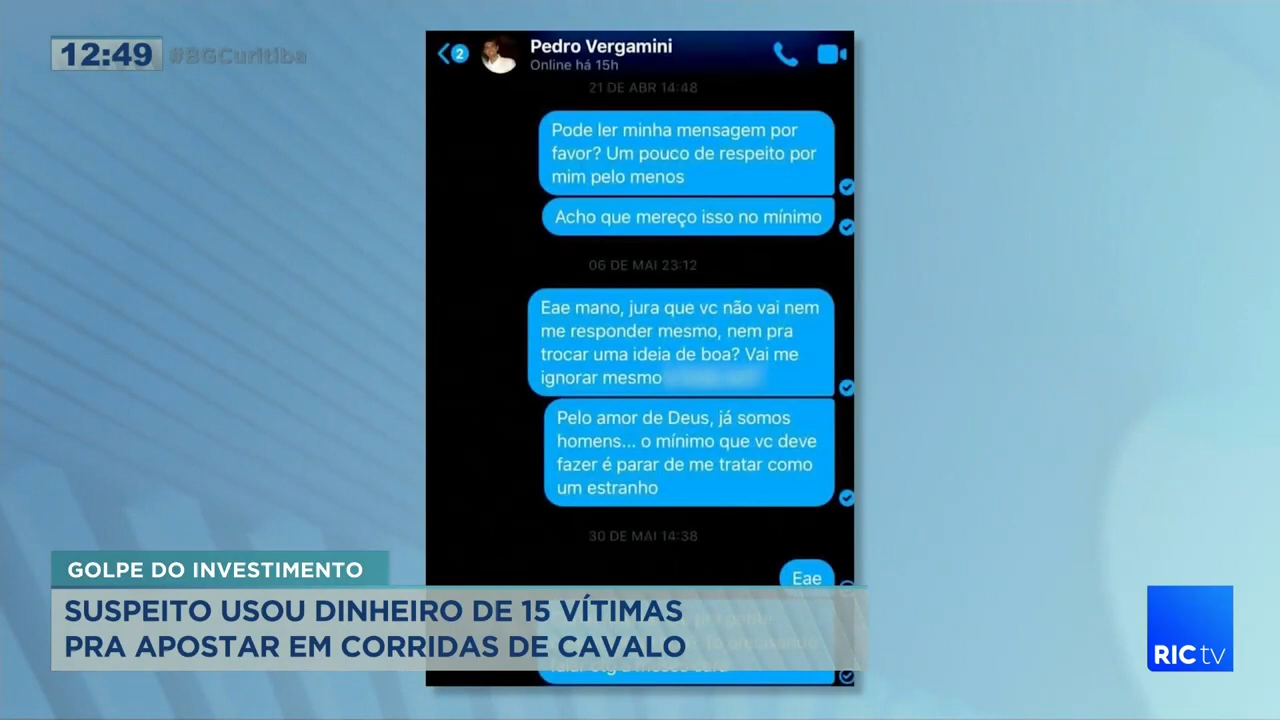 12:49 #BGCuritiba
2
Pedro Vergamini
Online há 15h
21 DE ABR 14:48
Pode ler minha mensagem por
favor? Um pouco de respeito por
mim pelo menos
Acho que mereço isso no mínimo
06 DE MAI 23:12
Eae mano, jura que vc não vai nem
me responder mesmo, nem pra
trocar uma ideia de boa? Vai me
ignorar mesmo
Pelo amor de Deus, já somos
homens... o mínimo que vc deve
fazer é parar de me tratar como
um estranho
30 DE MAI 14:38
Eae
GOLPE DO INVESTIMENTO
SUSPEITO USOU DINHEIRO DE 15 VÍTIMAS
PRA APOSTAR EM CORRIDAS DE CAVALO
RIC tv